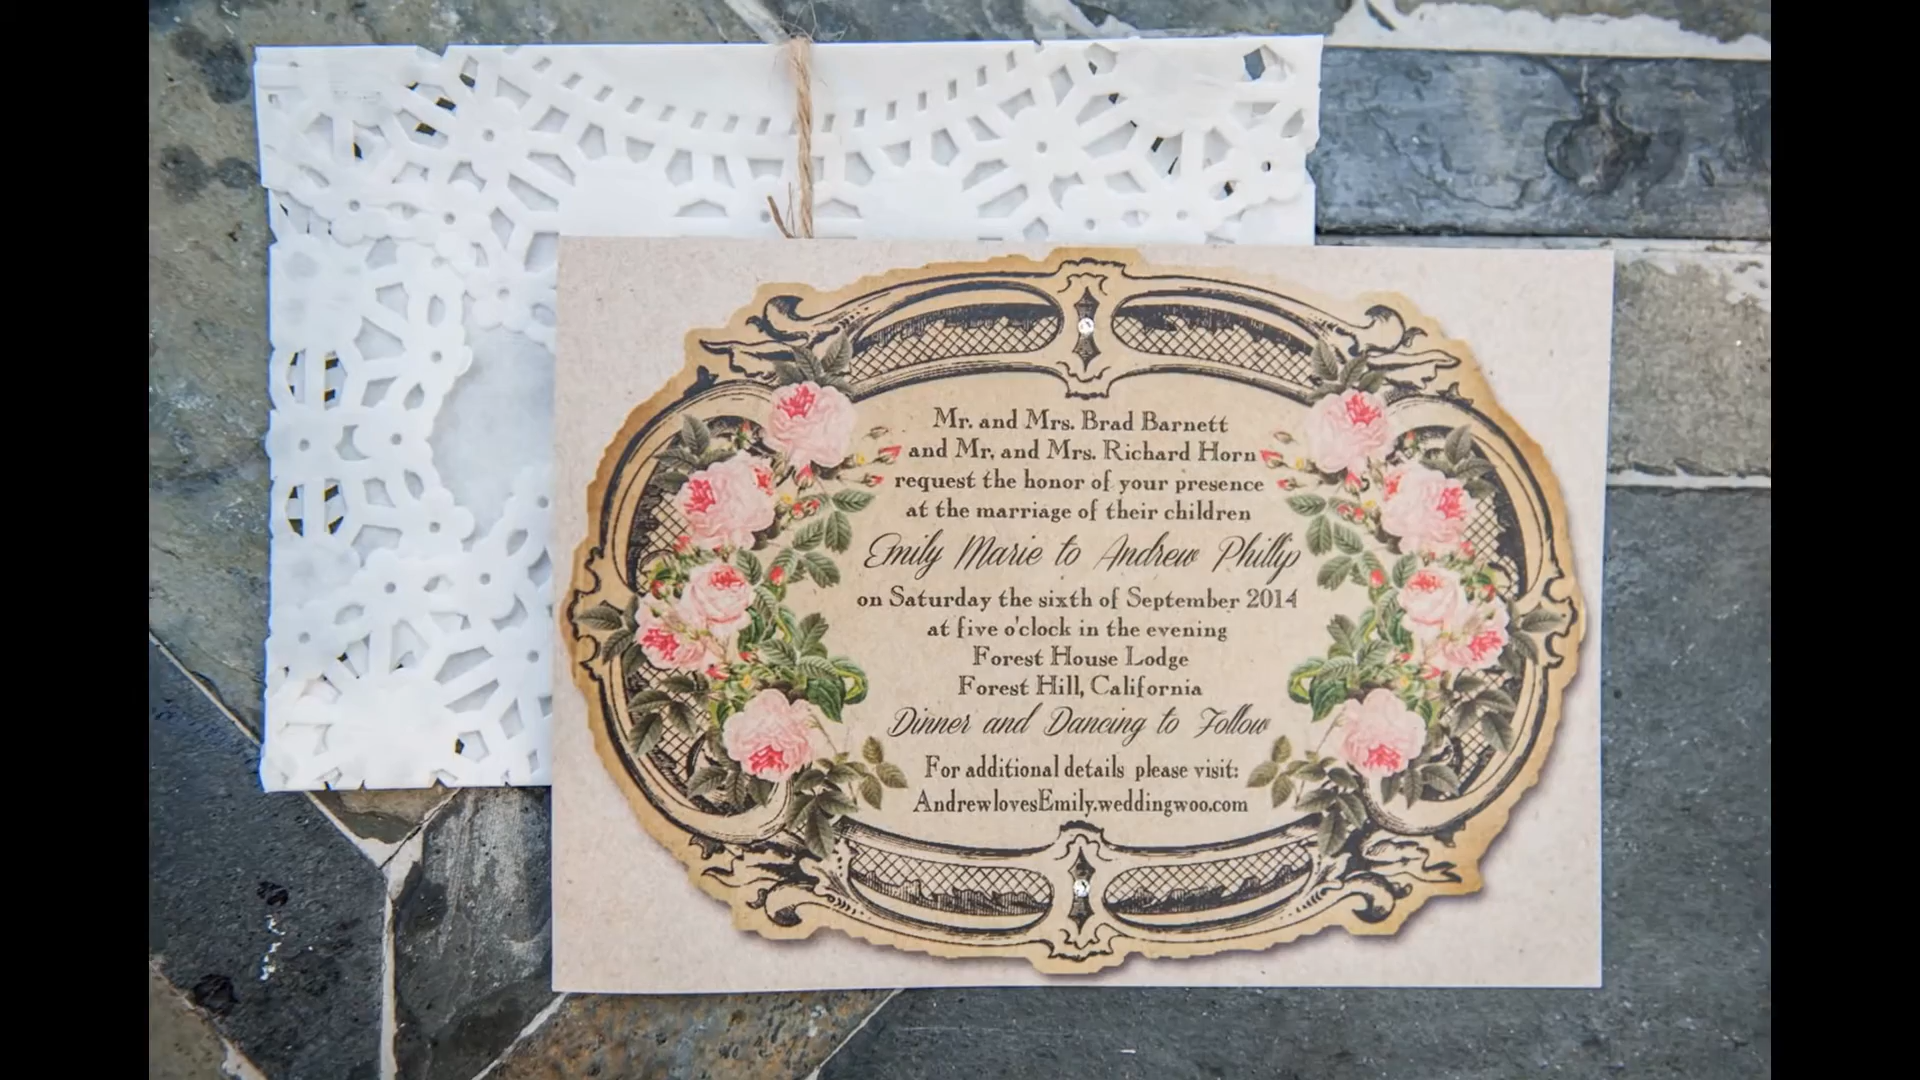 Mr. and Mrs. Brad Barnett
and Mr. and Mrs. Richard Horn
request the honor of your presence
at the marriage of their children
Emily Marie to Andrew Phillip
on Saturday the sixth of September 2014
at five o'clock in the evening
Forest House Lodge
Forest Hill, California
Dinner and Dancing to Follow
For additional details please visit:
AndrewlovesEmily.weddingwoo.com